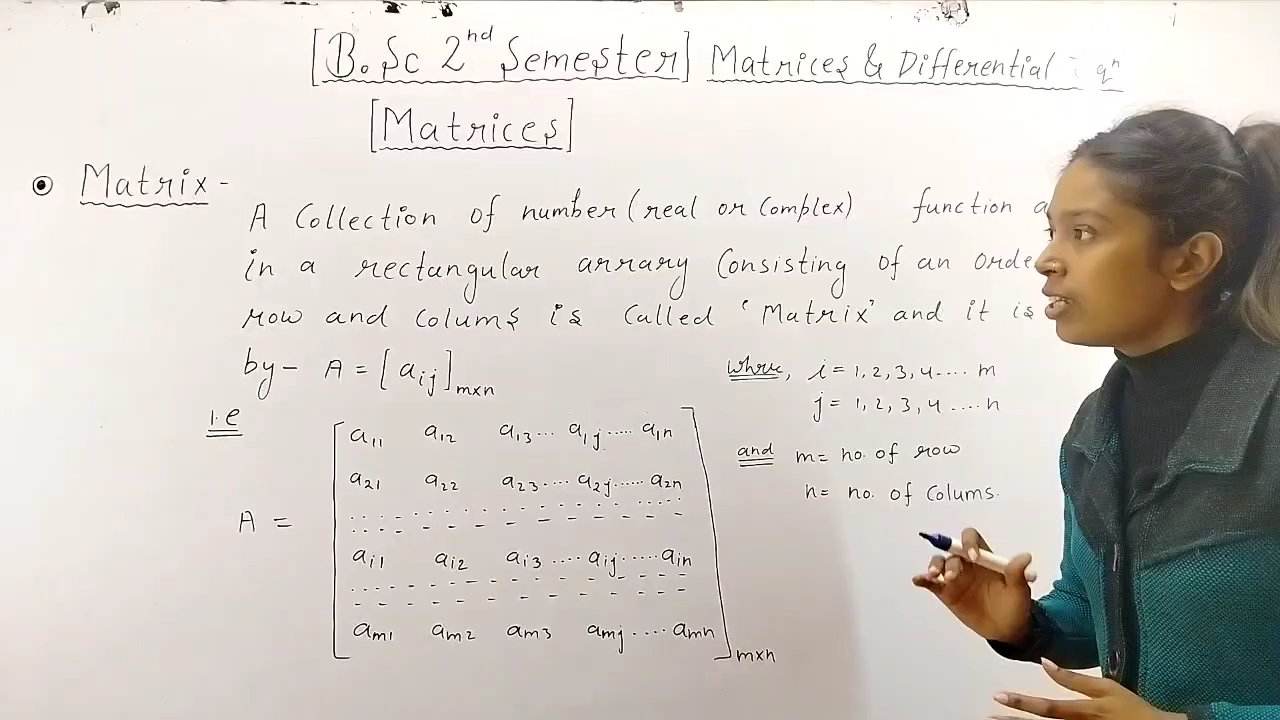 [B. Sc 2nd Semester] Matrices & Differential qn
[Matrices]
Matrix -
A Collection of number (real or Complex) function
in a rectangular arrary Consisting of an
row and Colums is Called 'Matrix' and it is
by - A = [aij]m×n
where, i = 1, 2, 3, 4 .... m
j = 1, 2, 3, 4 .... n
i.e
and m = no. of row
n = no. of Colums.
A =
a11 a12 a13 ... a1j ..... a1n
a21 a22 a23 .... a2j ...... a2n
ai1 ai2 ai3 .... aij ..... ain
am1 am2 am3 amj .... amn
m×n